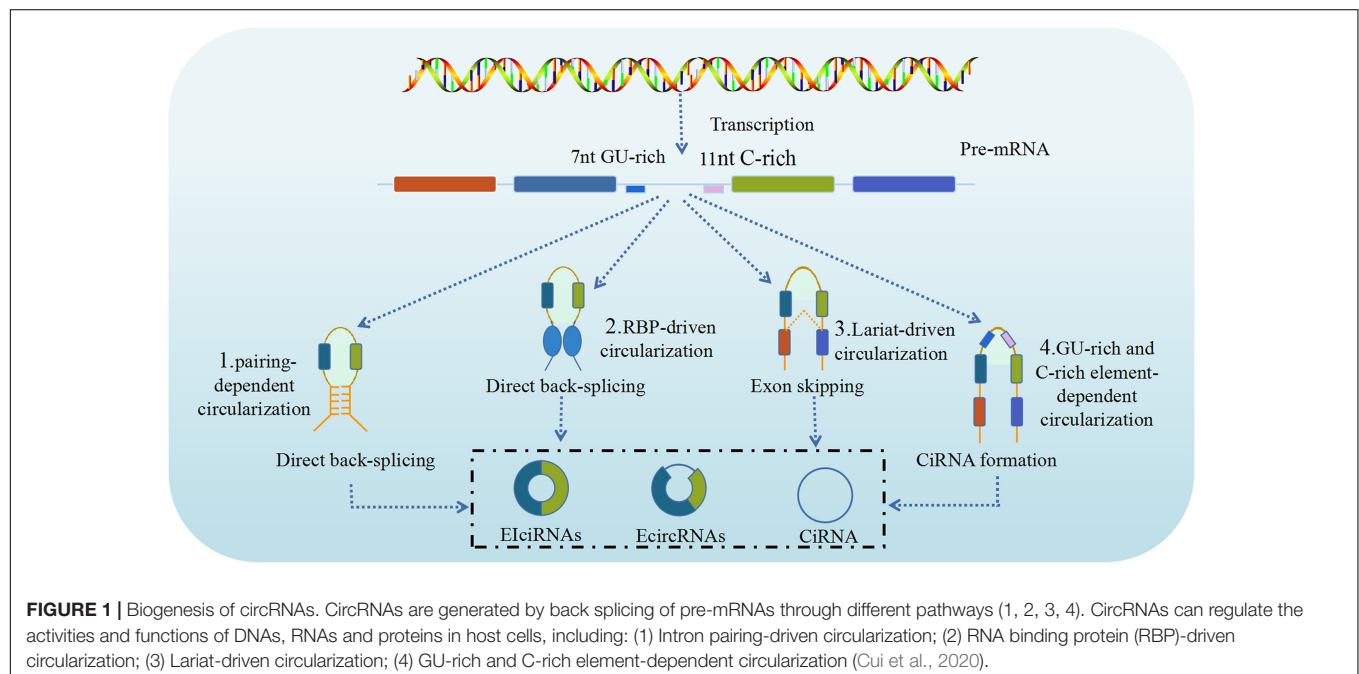 Transcription
7nt GU-rich
11nt C-rich
Pre-mRNA
1.pairing-
dependent
circularization
Direct back-splicing
2.RBP-driven
circularization
Direct back-splicing
3.Lariat-driven
circularization
Exon skipping
4.GU-rich and
C-rich element-
dependent
circularization
CiRNA formation
EIciRNAs
EcircRNAs
CiRNA
FIGURE 1 | Biogenesis of circRNAs. CircRNAs are generated by back splicing of pre-mRNAs through different pathways (1, 2, 3, 4). CircRNAs can regulate the
activities and functions of DNAs, RNAs and proteins in host cells, including: (1) Intron pairing-driven circularization; (2) RNA binding protein (RBP)-driven
circularization; (3) Lariat-driven circularization; (4) GU-rich and C-rich element-dependent circularization (Cui et al., 2020).